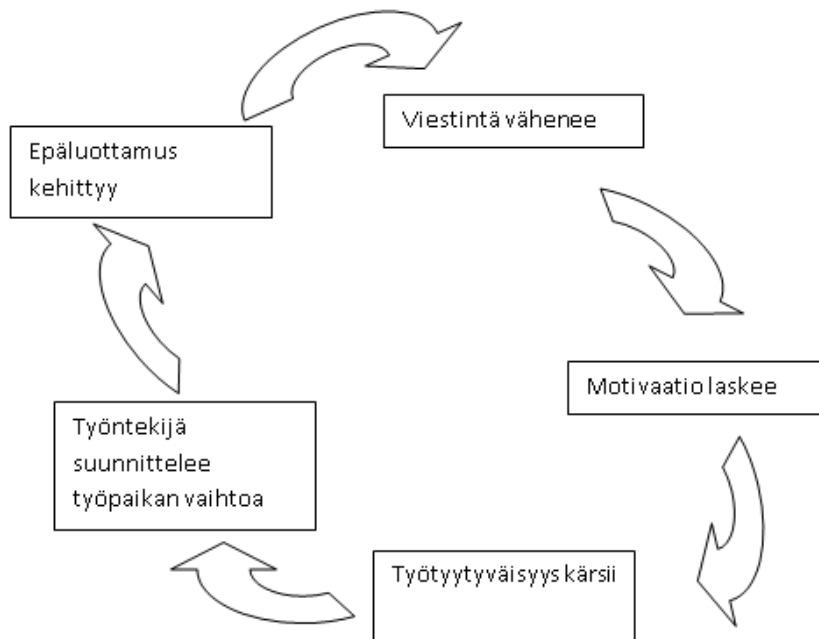 Viestintä vähenee
Motivaatio laskee
Työtyytyväisyys kärsii
Työntekijä
suunnittelee
työpaikan vaihtoa
Epäluottamus
kehittyy